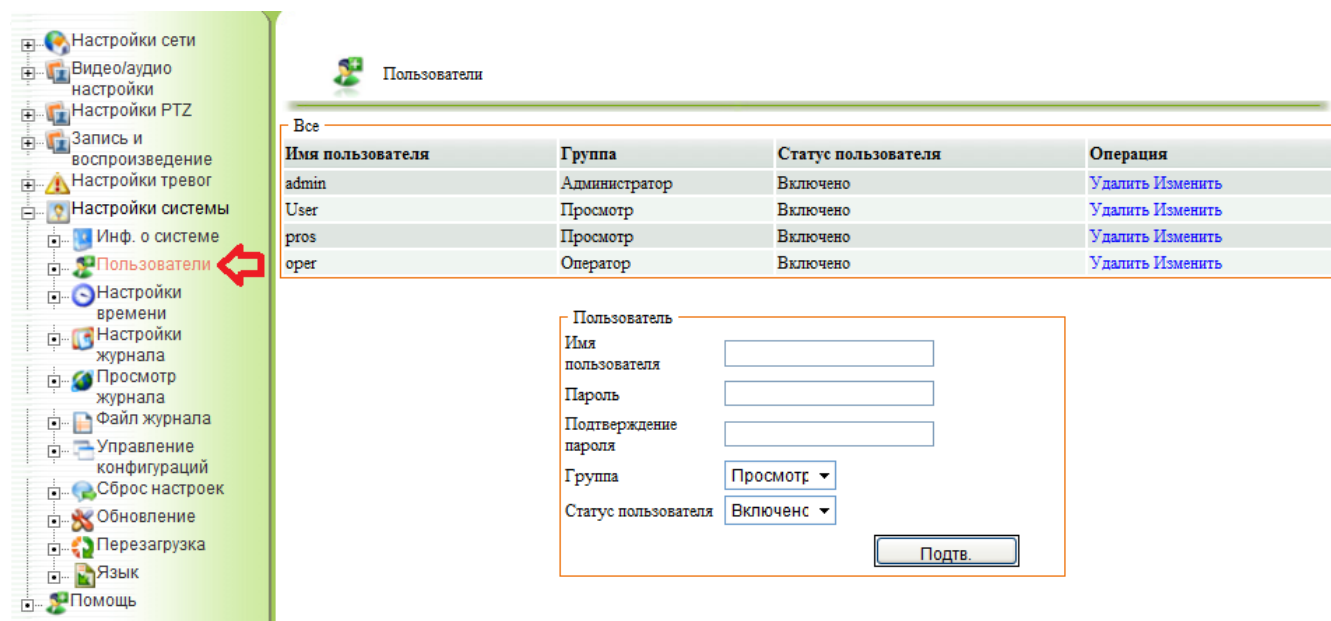 Настройки сети
Видео/аудио
настройки
Настройки PTZ
Запись и
воспроизведение
Настройки тревог
Настройки системы
Инф. о системе
Пользователи
Настройки
времени
Настройки
журнала
Просмотр
журнала
Файл журнала
Управление
конфигураций
Сброс настроек
Обновление
Перезагрузка
Язык
Помощь
Пользователи
Все
Имя пользователя Группа Статус пользователя Операция
admin Администратор Включено Удалить Изменить
User Просмотр Включено Удалить Изменить
pros Просмотр Включено Удалить Изменить
oper Оператор Включено Удалить Изменить
Пользователь
Имя
пользователя
Пароль
Подтверждение
пароля
Группа Просмотр
Статус пользователя Включено
Подтв.